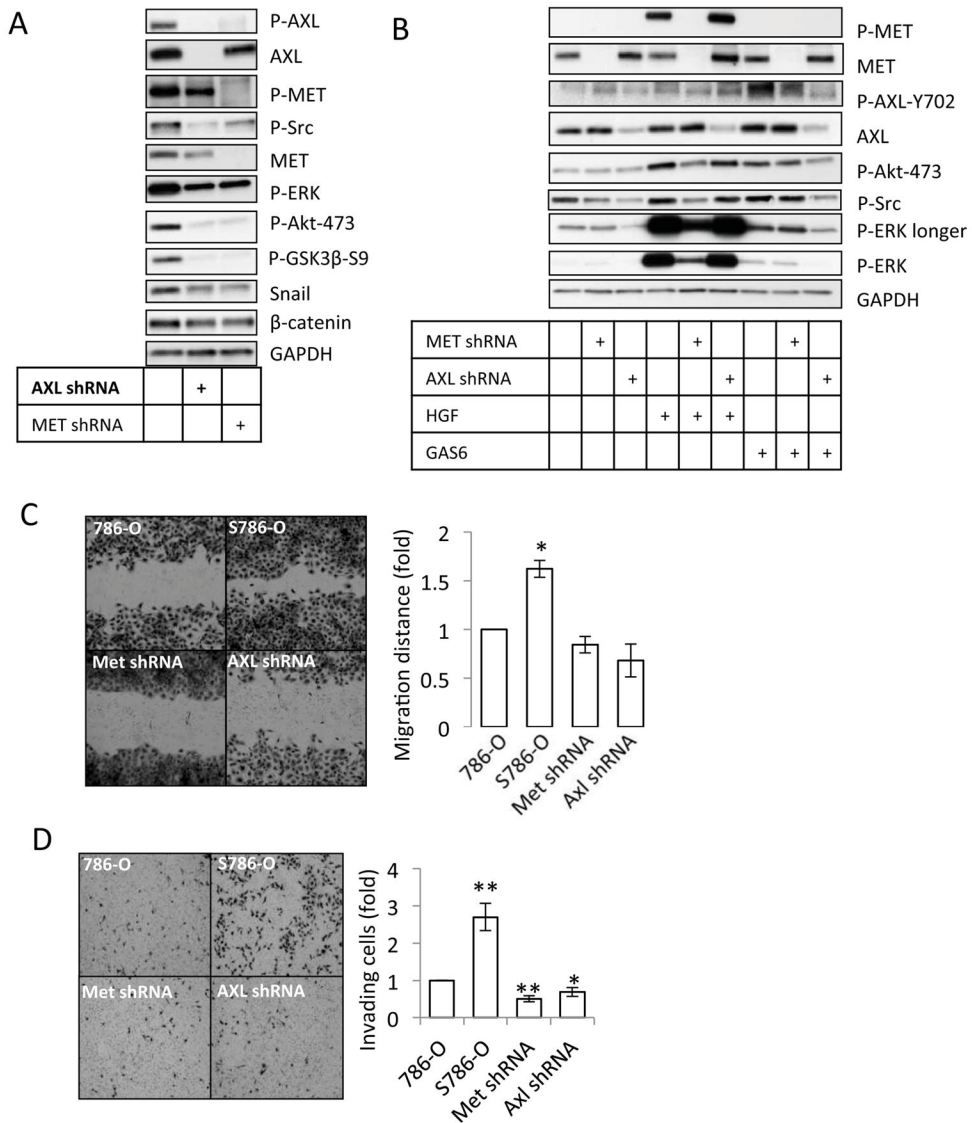 A
P-AXL
AXL
P-MET
P-Src
MET
P-ERK
P-Akt-473
P-GSK3β-S9
Snail
β-catenin
GAPDH
AXL shRNA +
MET shRNA +
B
P-MET
MET
P-AXL-Y702
AXL
P-Akt-473
P-Src
P-ERK longer
P-ERK
GAPDH
MET shRNA + + +
AXL shRNA + + +
HGF + + +
GAS6 + + +
C
786-O S786-O
Met shRNA AXL shRNA
Migration distance (fold)
2
1.5
1
0.5
0
*
786-O
S786-O
Met shRNA
Axl shRNA
D
786-O S786-O
Met shRNA AXL shRNA
Invading cells (fold)
4
3
2
1
0
**
**
*
786-O
S786-O
Met shRNA
Axl shRNA